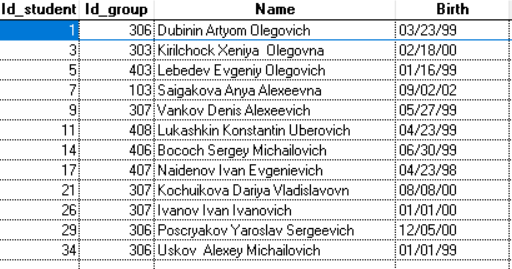 Id_student Id_group Name Birth
1 306 Dubinin Artyom Olegovich 03/23/99
3 303 Kirilchock Xeniya Olegovna 02/18/00
5 403 Lebedev Evgeniy Olegovich 01/16/99
7 103 Saigakova Anya Alexeevna 09/02/02
9 307 Vankov Denis Alexeevich 05/27/99
11 408 Lukashkin Konstantin Uberovich 04/23/99
14 406 Bococh Sergey Michailovich 06/30/99
17 407 Naidenov Ivan Evgenievich 04/23/98
21 307 Kochuikova Dariya Vladislavovn 08/08/00
26 307 Ivanov Ivan Ivanovich 01/01/00
29 306 Poscryakov Yaroslav Sergeevich 12/05/00
34 306 Uskov Alexey Michailovich 01/01/99